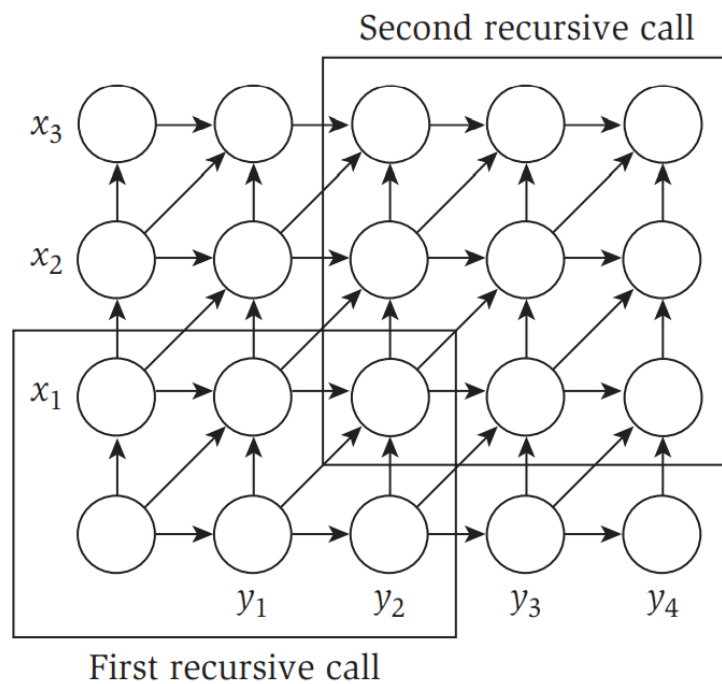 Second recursive call
x₃
x₂
x₁
y₁ y₂ y₃ y₄
First recursive call